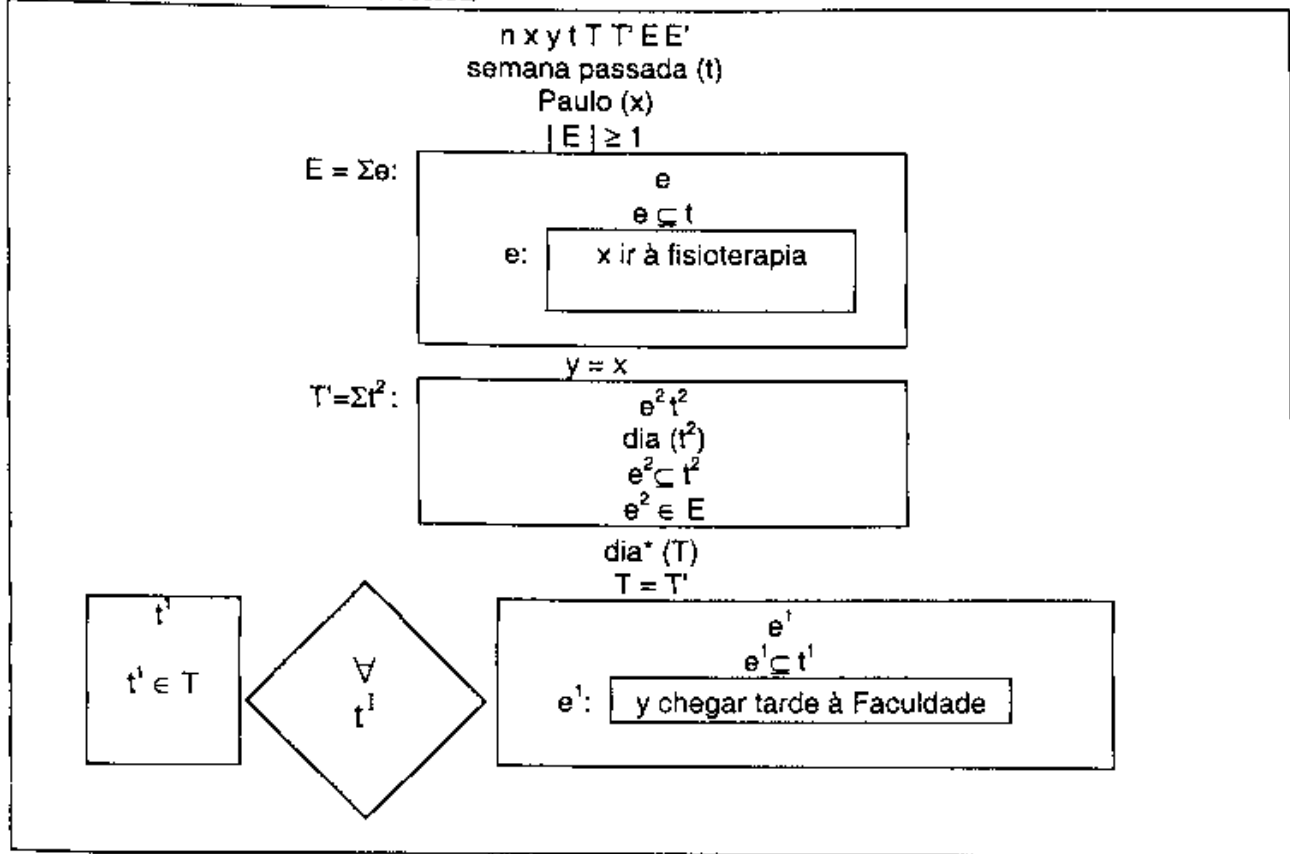 n x y t T T' E E'
semana passada (t)
Paulo (x)
| E | ≥ 1
E = Σe:
e
e ⊆ t
e: x ir à fisioterapia
y = x
T'=Σt²:
e² t²
dia (t²)
e² ⊆ t²
e² ∈ E
dia* (T)
T = T'
t¹
t¹ ∈ T
∀
t¹
e¹
e¹ ⊆ t¹
e¹: y chegar tarde à Faculdade